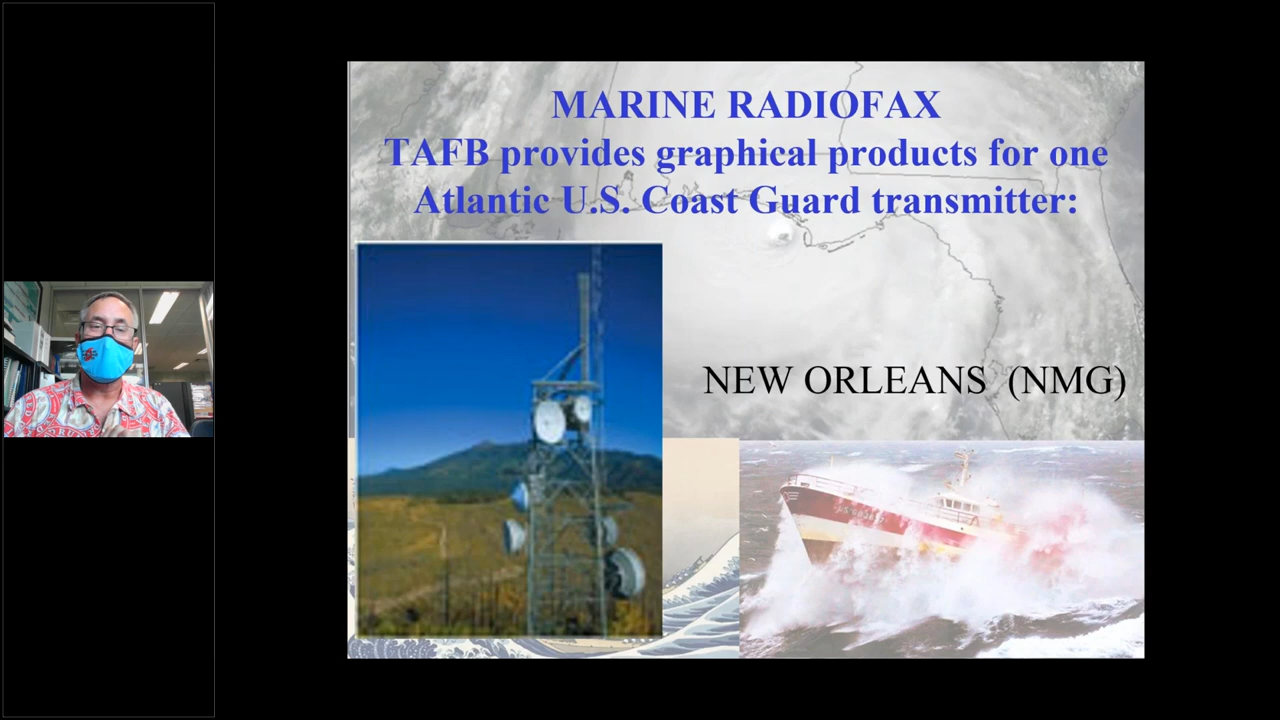 MARINE RADIOFAX
TAFB provides graphical products for one
Atlantic U.S. Coast Guard transmitter:
NEW ORLEANS (NMG)